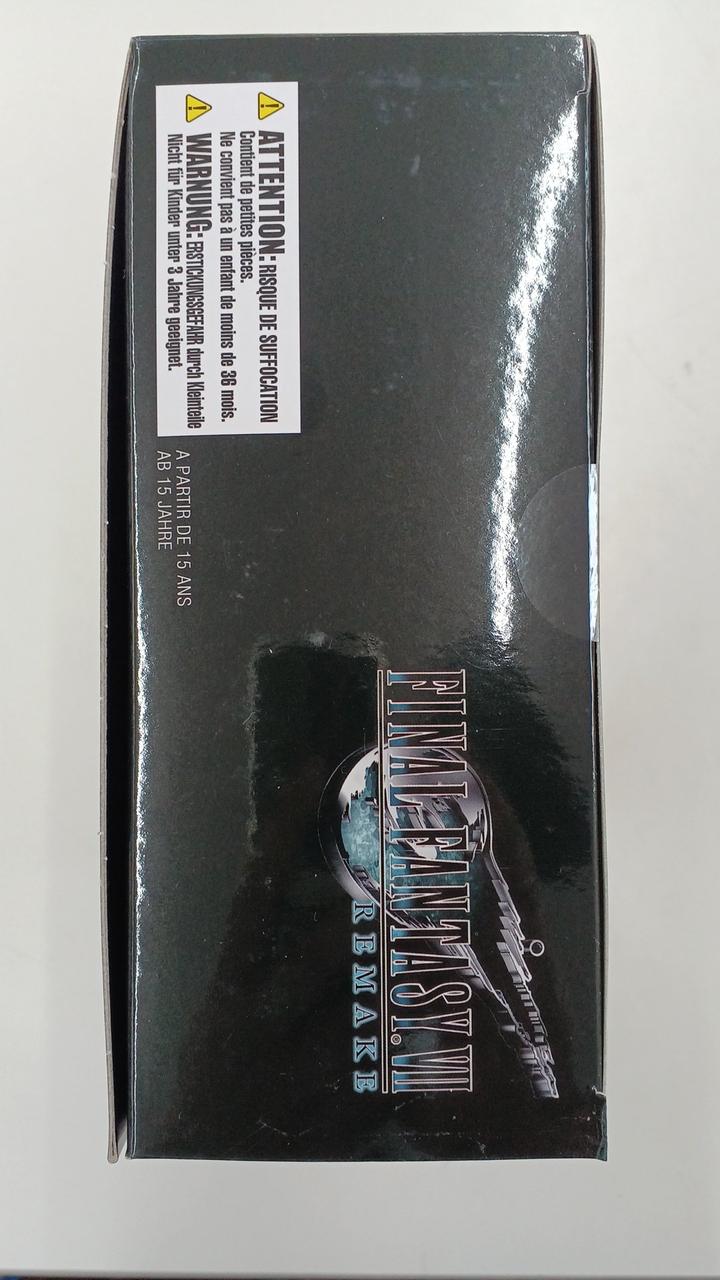 ATTENTION: RISQUE DE SUFFOCATION
Contient de petites pièces.
Ne convient pas à un enfant de moins de 36 mois.
WARNUNG: ERSTICKUNGSGEFAHR durch Kleinteile
Nicht für Kinder unter 3 Jahre geeignet.
A PARTIR DE 15 ANS
AB 15 JAHRE
FINAL FANTASY® VII
REMAKE